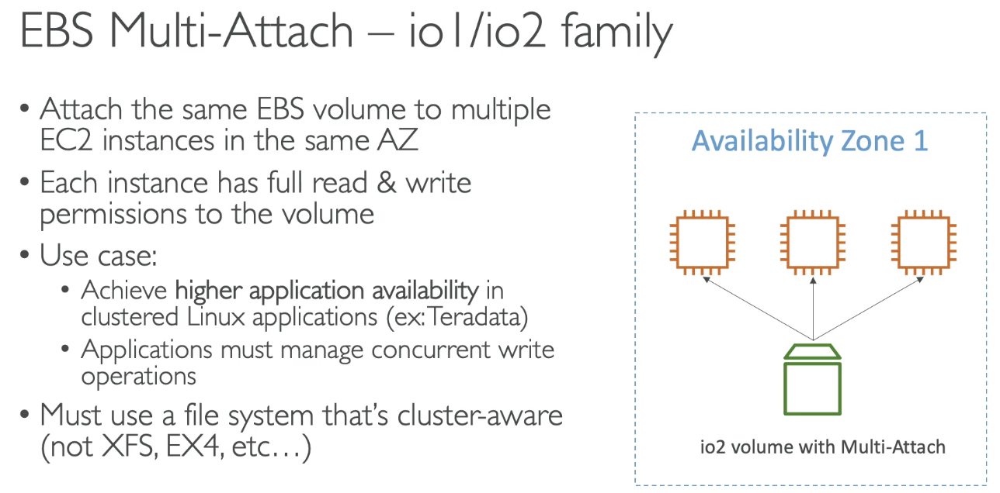 EBS Multi-Attach – io1/io2 family
• Attach the same EBS volume to multiple
EC2 instances in the same AZ
• Each instance has full read & write
permissions to the volume
• Use case:
• Achieve higher application availability in
clustered Linux applications (ex: Teradata)
• Applications must manage concurrent write
operations
• Must use a file system that's cluster-aware
(not XFS, EX4, etc…)
Availability Zone 1
io2 volume with Multi-Attach